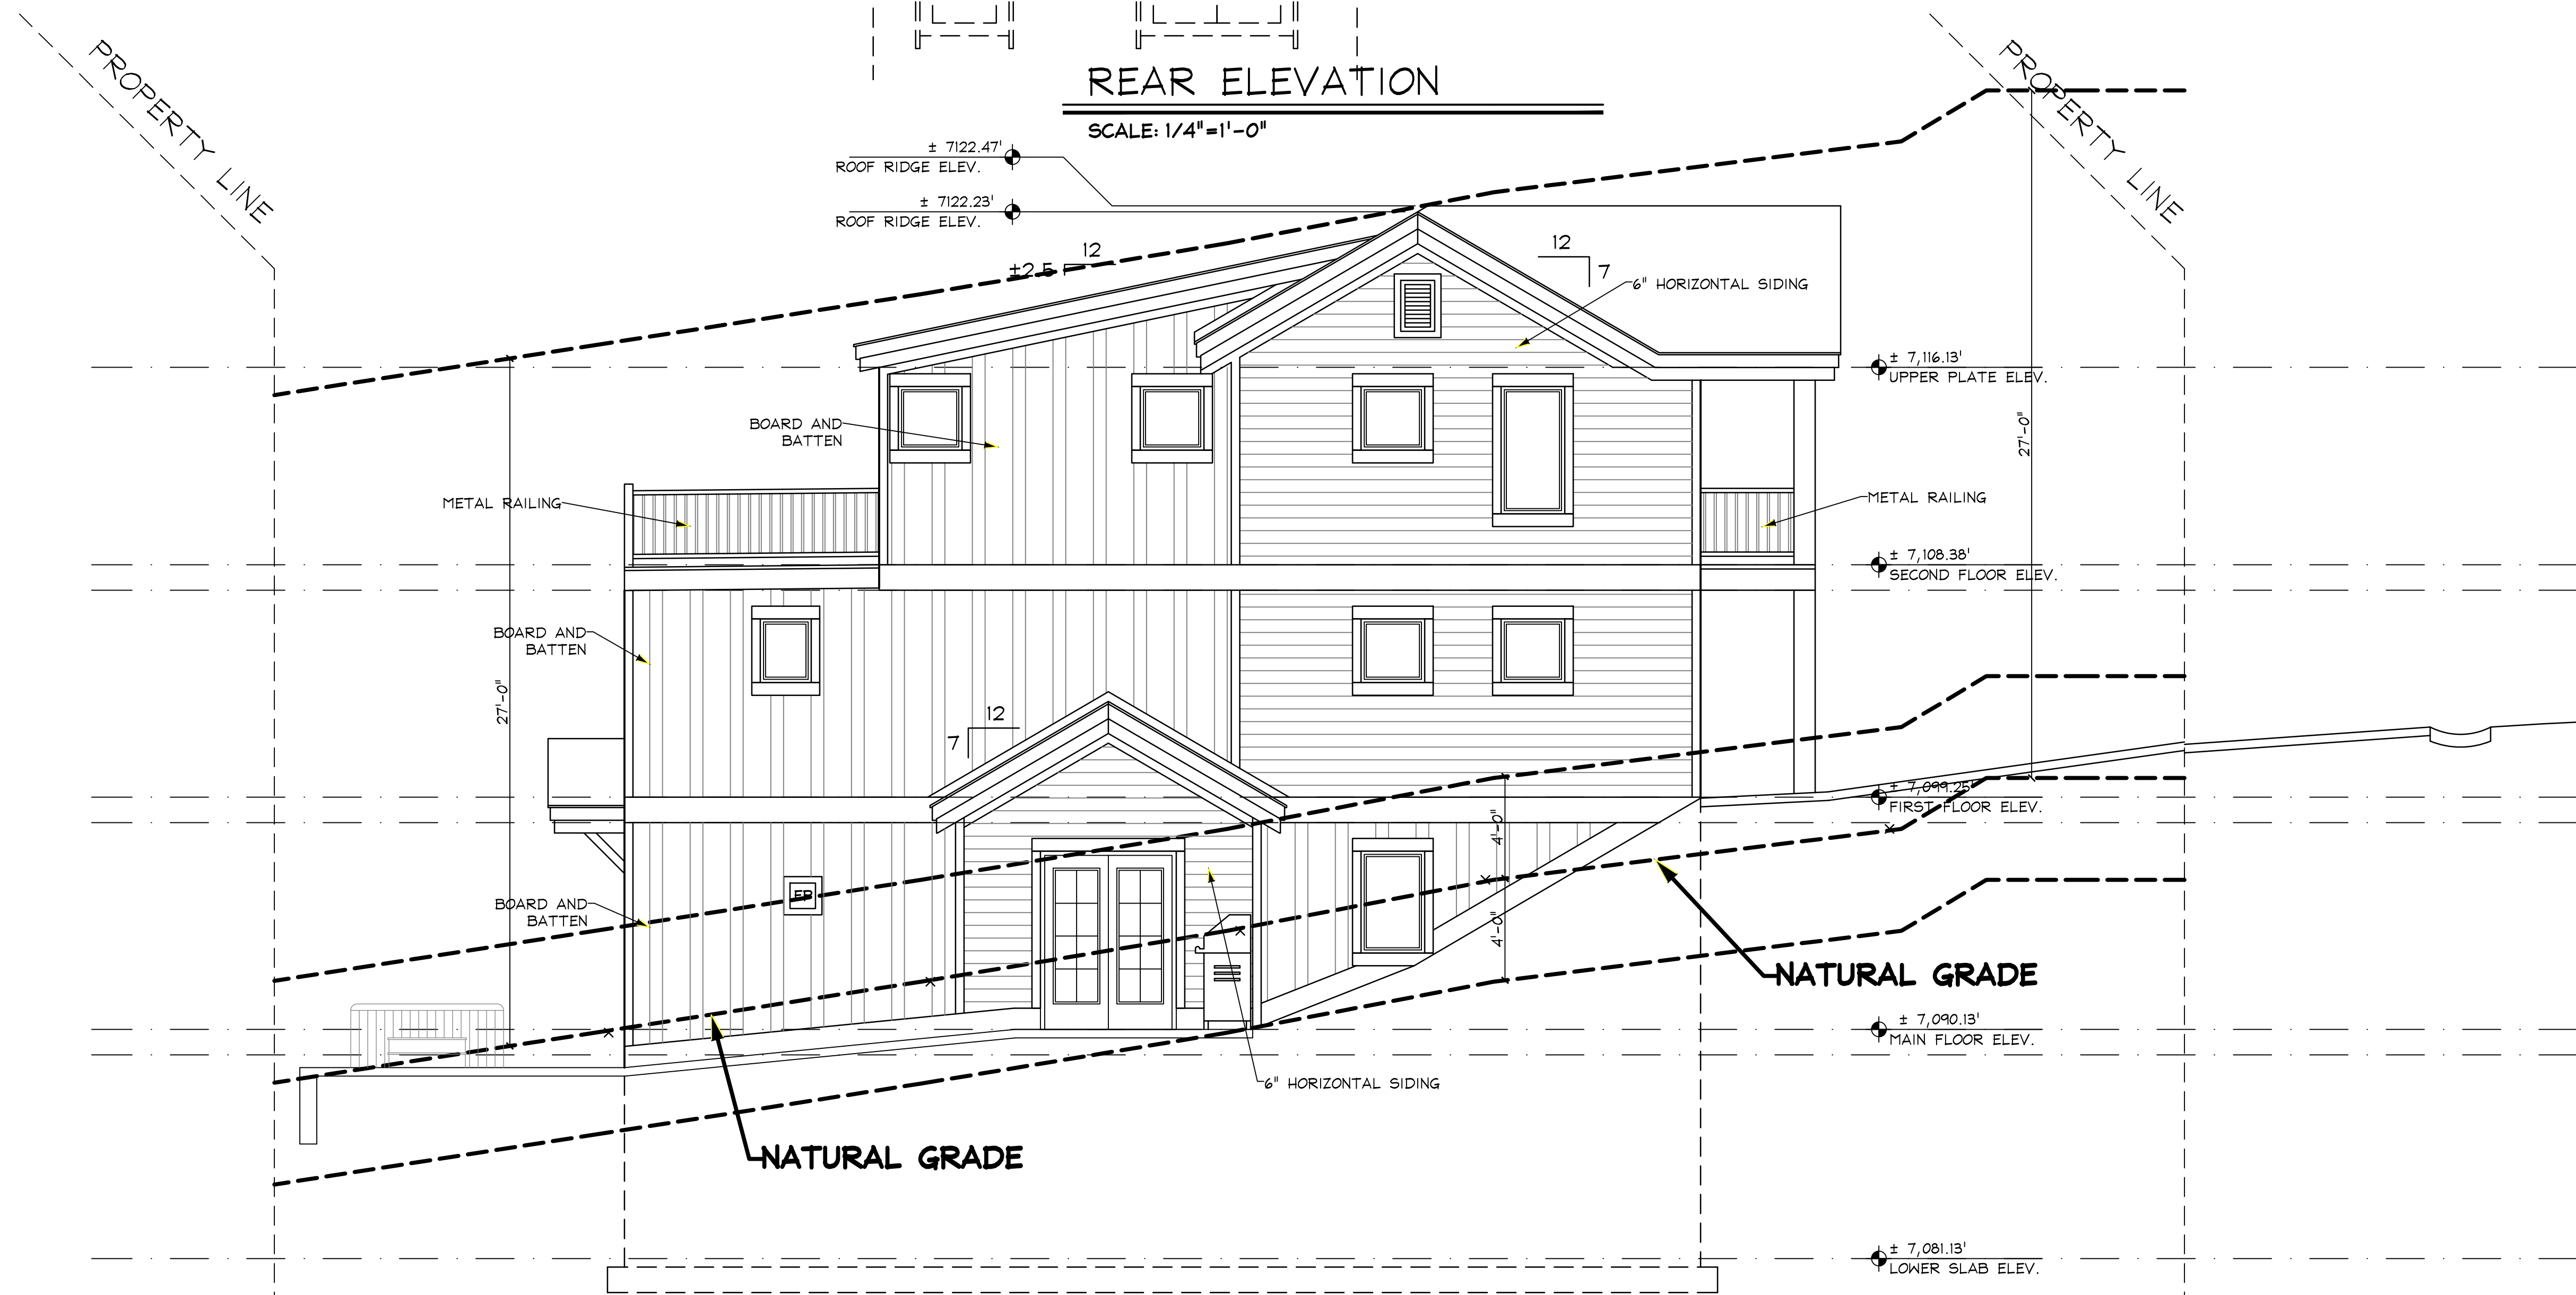 PROPERTY LINE
PROPERTY LINE
REAR ELEVATION
SCALE: 1/4"=1'-0"
± 7122.47'
ROOF RIDGE ELEV.
± 7122.23'
ROOF RIDGE ELEV.
12
±2.5
12
7
6" HORIZONTAL SIDING
± 7,116.13'
UPPER PLATE ELEV.
BOARD AND
BATTEN
27'-0"
METAL RAILING
METAL RAILING
± 7,108.38'
SECOND FLOOR ELEV.
BOARD AND
BATTEN
27'-0"
12
7
± 7,099.25'
FIRST FLOOR ELEV.
4'-0"
EP
BOARD AND
BATTEN
4'-0"
NATURAL GRADE
± 7,090.13'
MAIN FLOOR ELEV.
6" HORIZONTAL SIDING
NATURAL GRADE
± 7,081.13'
LOWER SLAB ELEV.